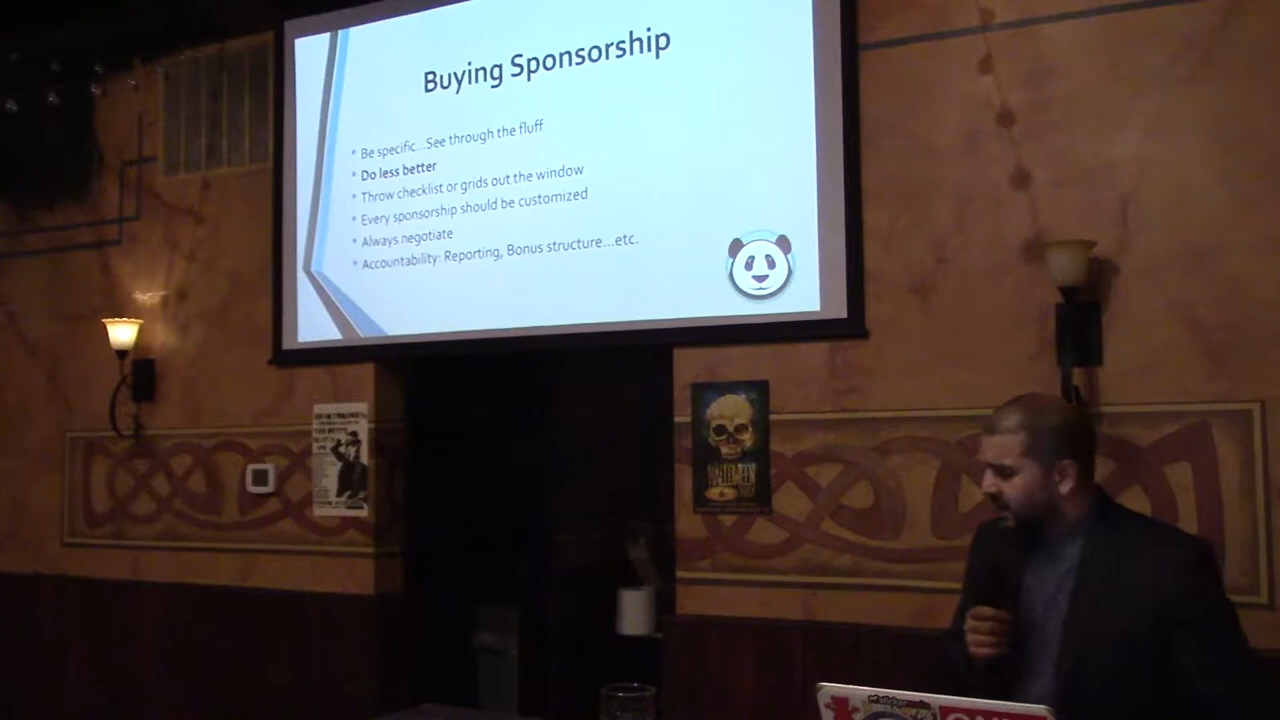 Buying Sponsorship
* Be specific...See through the fluff
* Do less better
* Throw checklist or grids out the window
* Every sponsorship should be customized
* Always negotiate
* Accountability: Reporting, Bonus structure...etc.